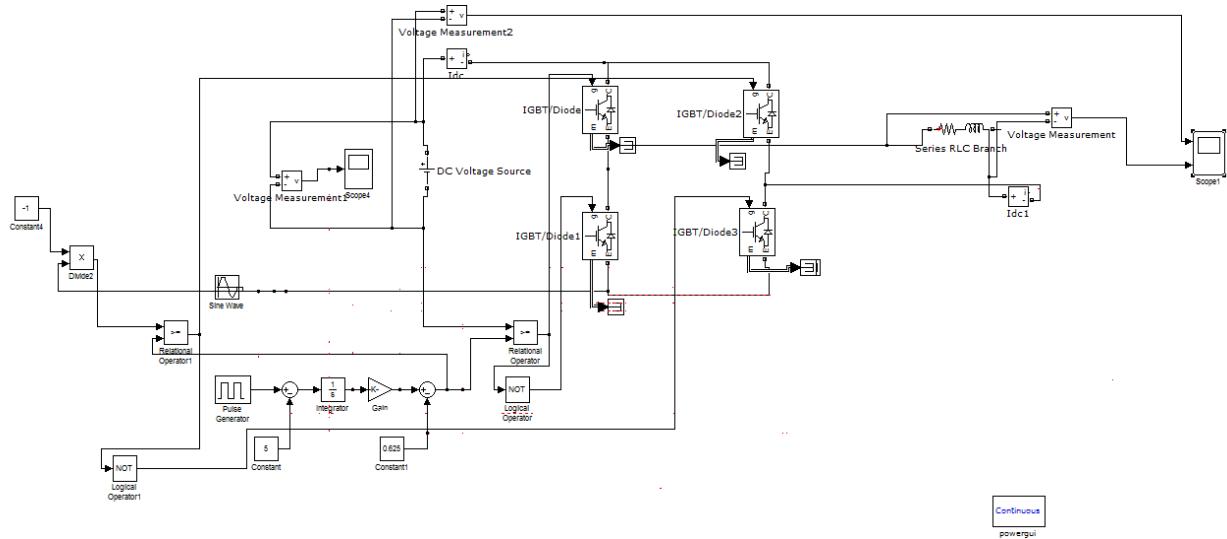 +
-
v
Voltage Measurement2
+
i
-
Idc
g
C
E
IGBT/Diode
g
C
E
IGBT/Diode2
+
-
v
Voltage Measurement
Series RLC Branch
Scope1
+
-
v
Voltage Measurement1
Scope4
+
DC Voltage Source
-1
Constant4
X
Divide2
Sine Wave
g
C
E
IGBT/Diode1
g
C
E
IGBT/Diode3
+
i
-
Idc1
>=
Relational
Operator1
>=
Relational
Operator
Pulse
Generator
+
-
1
s
Integrator
-K-
Gain
+
-
NOT
Logical
Operator
5
Constant
0.625
Constant1
NOT
Logical
Operator1
Continuous
powergui